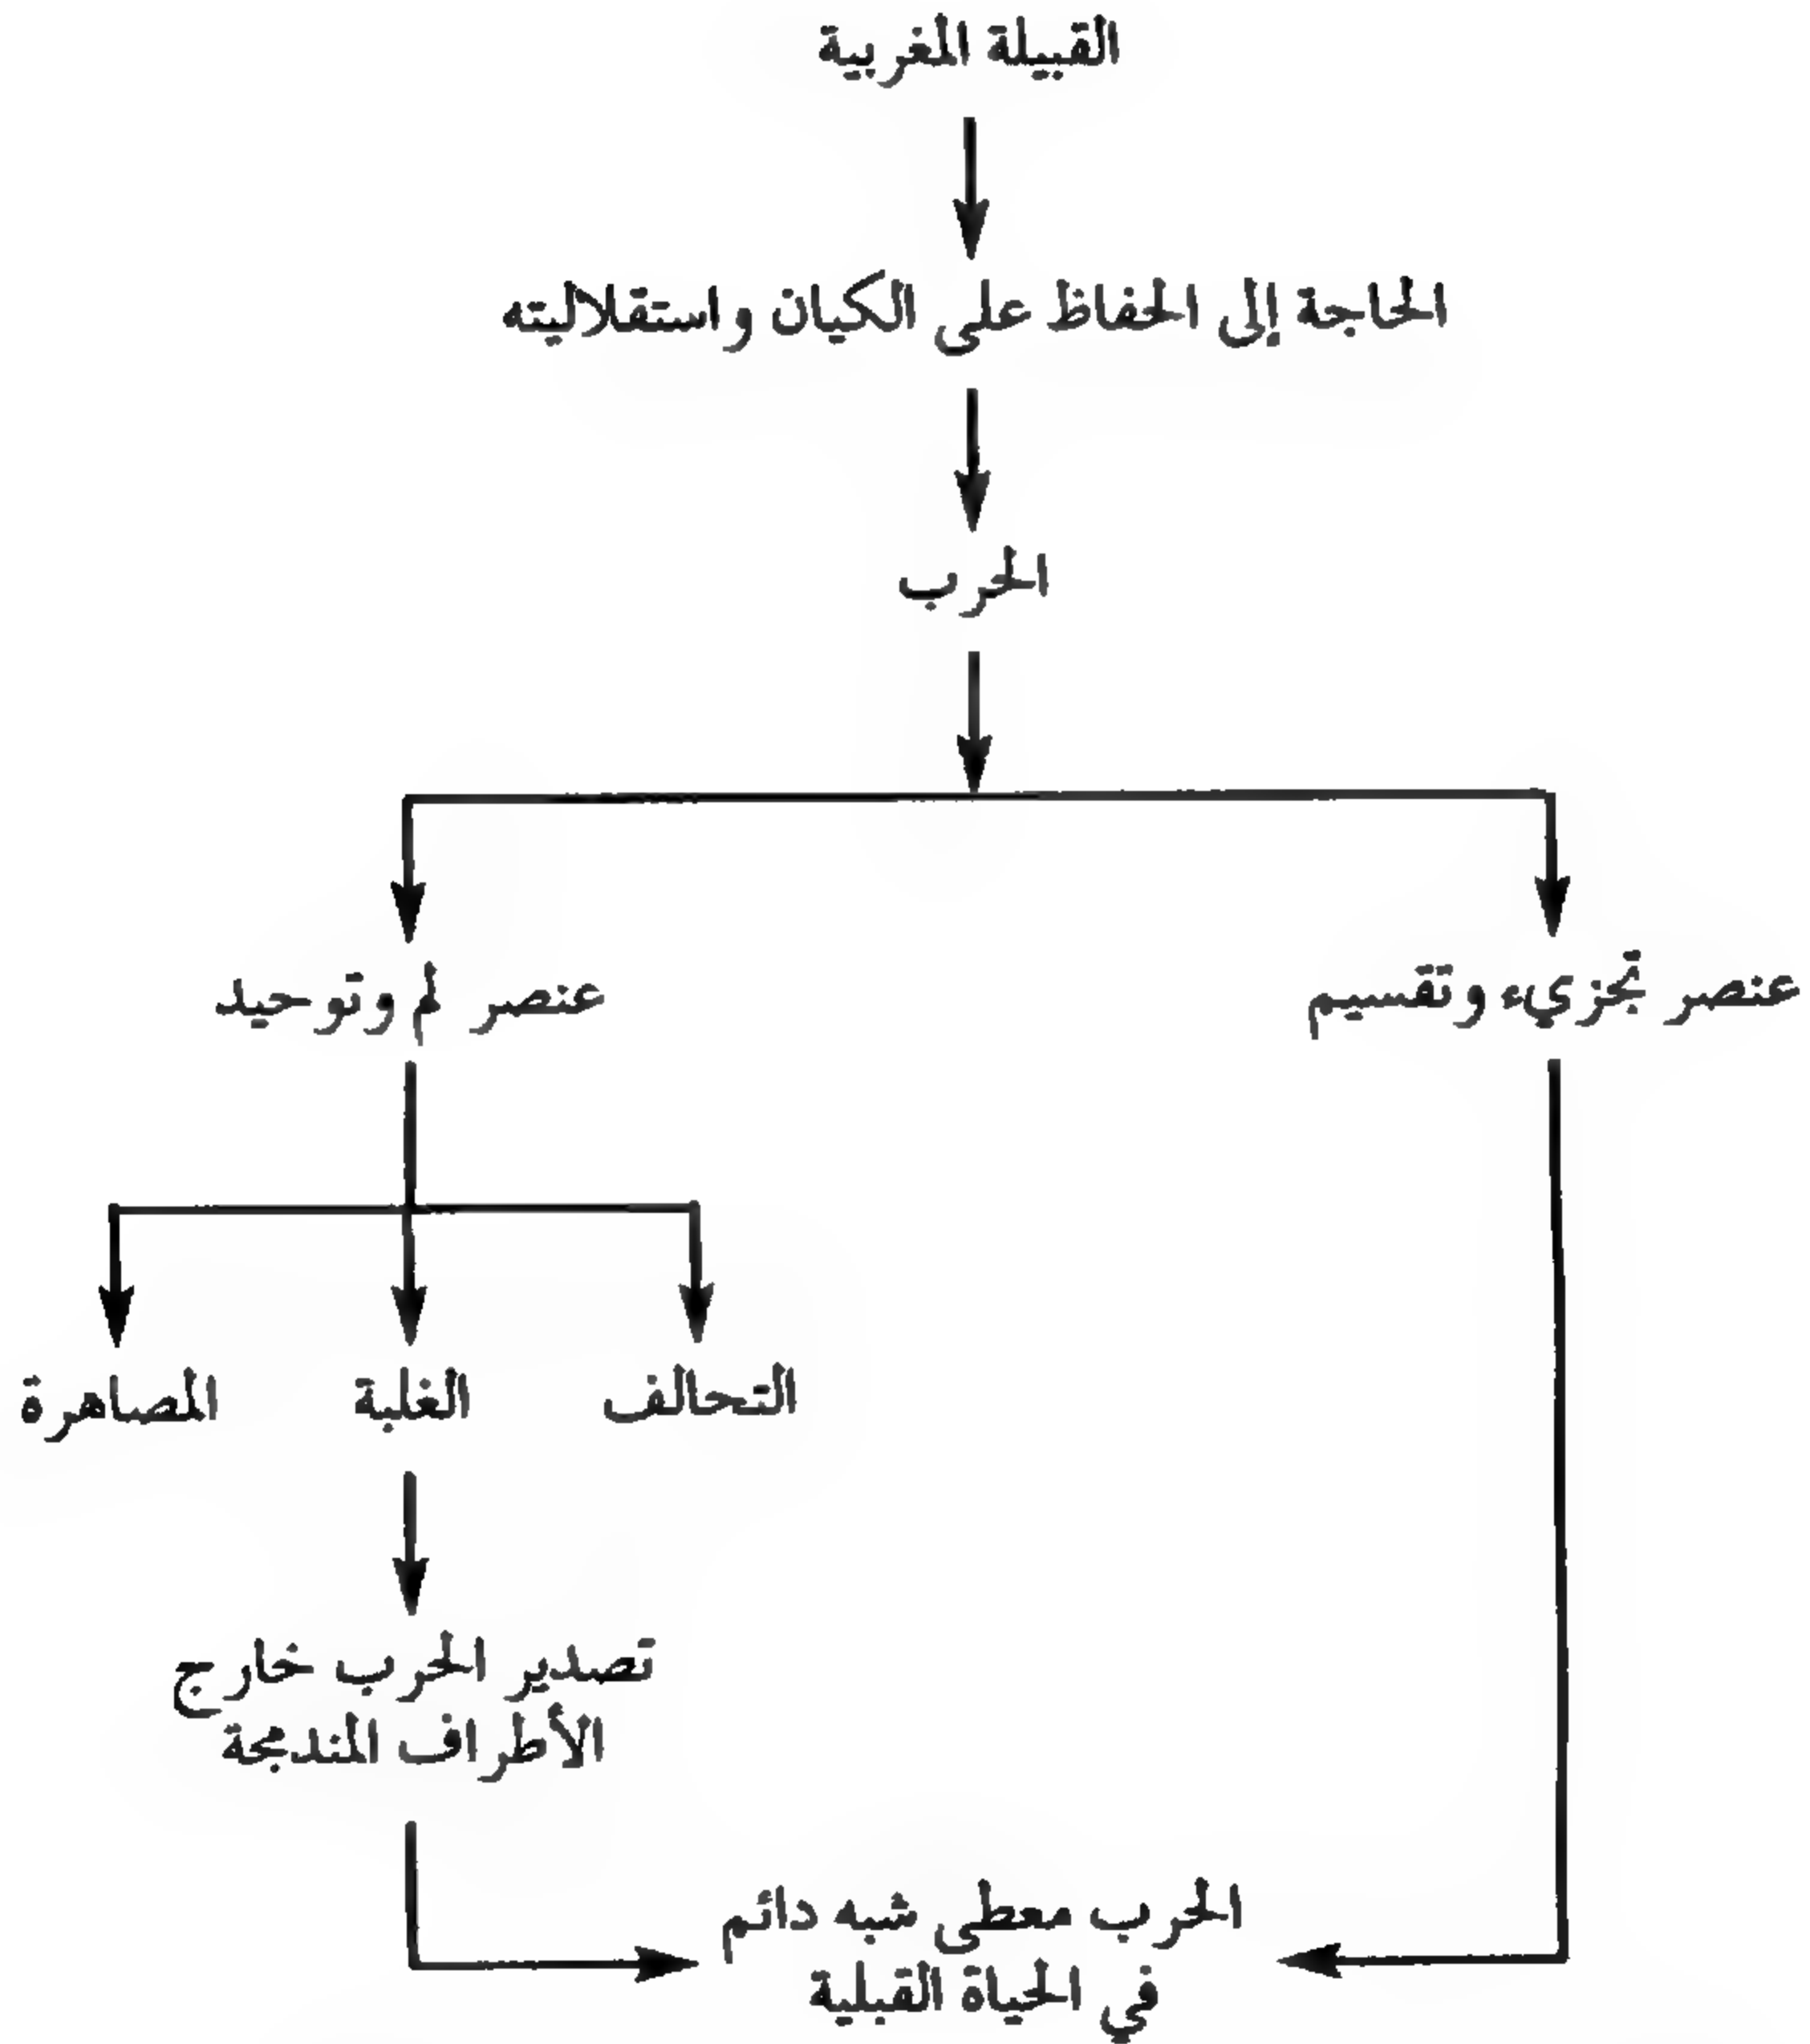 القبيلة المغربية
الحاجة إلى الحفاظ على الكيان واستقلاليته
الحرب
عنصر تجزيء وتقسيم
عنصر لم وتوحيد
التحالف
الغلبة
المصاهرة
تصدير الحرب خارج
الأطراف المندمجة
الحرب معطى شبه دائم
في الحياة القبلية